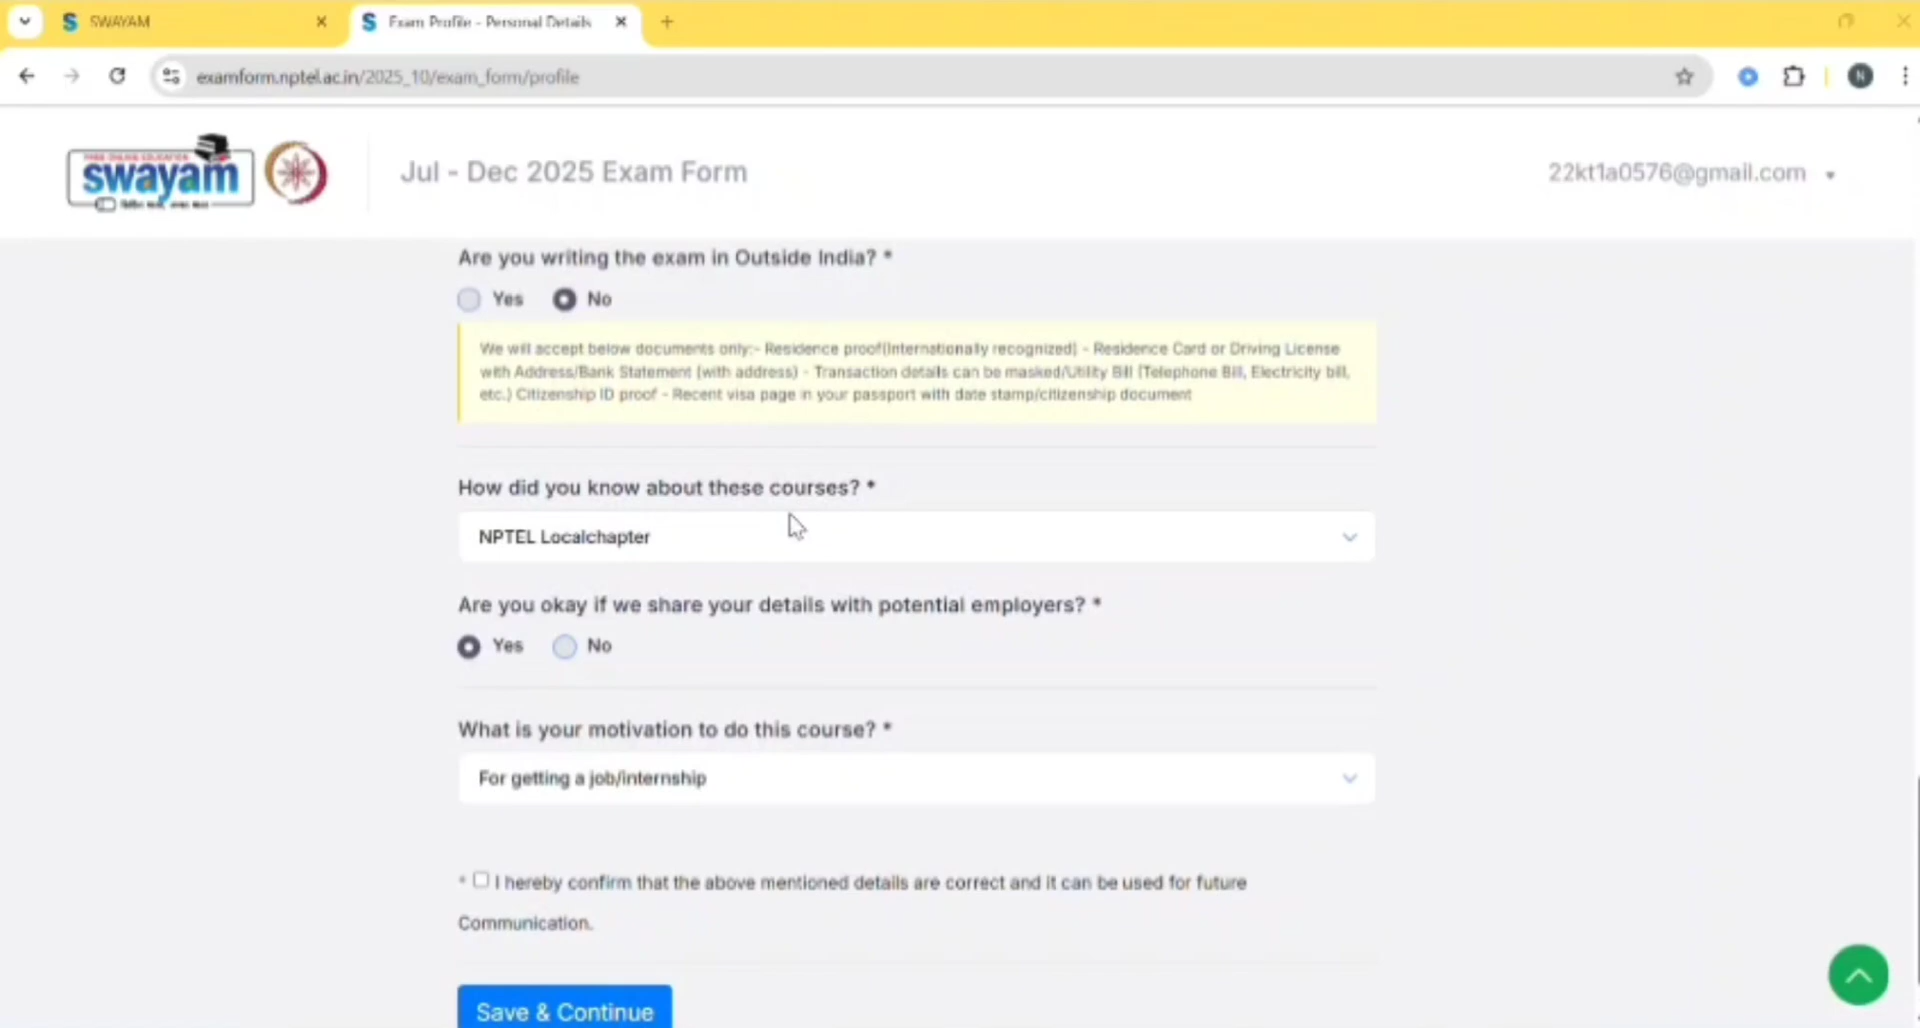 SWAYAM
Exam Profile - Personal Details
examform.nptel.ac.in/2025_10/exam_form/profile
N
FREE ONLINE EDUCATION
swayam
Jul - Dec 2025 Exam Form
22kt1a0576@gmail.com
Are you writing the exam in Outside India? *
Yes No
We will accept below documents only:- Residence proof(Internationally recognized) - Residence Card or Driving License
with Address/Bank Statement (with address) - Transaction details can be masked/Utility Bill (Telephone Bill, Electricity bill,
etc.) Citizenship ID proof - Recent visa page in your passport with date stamp/citizenship document
How did you know about these courses? *
NPTEL Localchapter
Are you okay if we share your details with potential employers? *
Yes No
What is your motivation to do this course? *
For getting a job/internship
* I hereby confirm that the above mentioned details are correct and it can be used for future
Communication.
Save & Continue